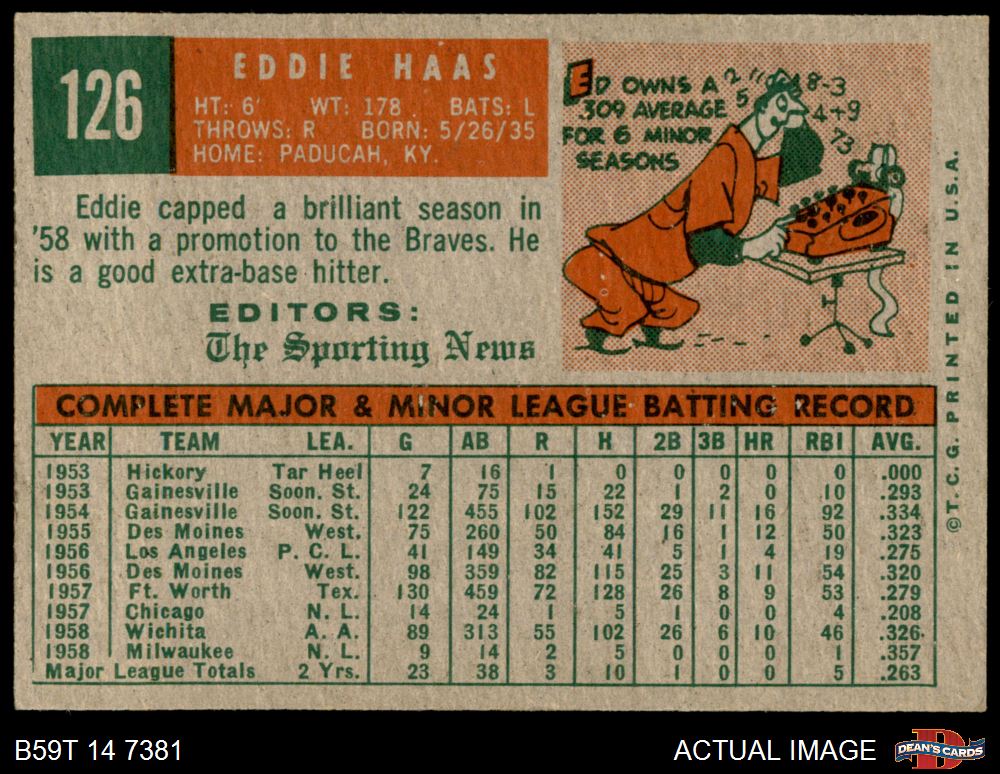 126
EDDIE HAAS
HT: 6' WT: 178 BATS: L
THROWS: R BORN: 5/26/35
HOME: PADUCAH, KY.
Eddie capped a brilliant season in
'58 with a promotion to the Braves. He
is a good extra-base hitter.
EDITORS:
The Sporting News
ED OWNS A
.309 AVERAGE
FOR 6 MINOR
SEASONS
2 11 8-3
5 4+9
73
COMPLETE MAJOR & MINOR LEAGUE BATTING RECORD
YEAR TEAM LEA. G AB R H 2B 3B HR RBI AVG.
1953 Hickory Tar Heel 7 16 1 0 0 0 0 0 .000
1953 Gainesville Soon. St. 24 75 15 22 1 2 0 10 .293
1954 Gainesville Soon. St. 122 455 102 152 29 11 16 92 .334
1955 Des Moines West. 75 260 50 84 16 1 12 50 .323
1956 Los Angeles P. C. L. 41 149 34 41 5 1 4 19 .275
1956 Des Moines West. 98 359 82 115 25 3 11 54 .320
1957 Ft. Worth Tex. 130 459 72 128 26 8 9 53 .279
1957 Chicago N. L. 14 24 1 5 1 0 0 4 .208
1958 Wichita A. A. 89 313 55 102 26 6 10 46 .326
1958 Milwaukee N. L. 9 14 2 5 0 0 0 1 .357
Major League Totals 2 Yrs. 23 38 3 10 1 0 0 5 .263
©T. C. G. PRINTED IN U.S.A.
B59T 14 7381
ACTUAL IMAGE
DEAN'S CARDS